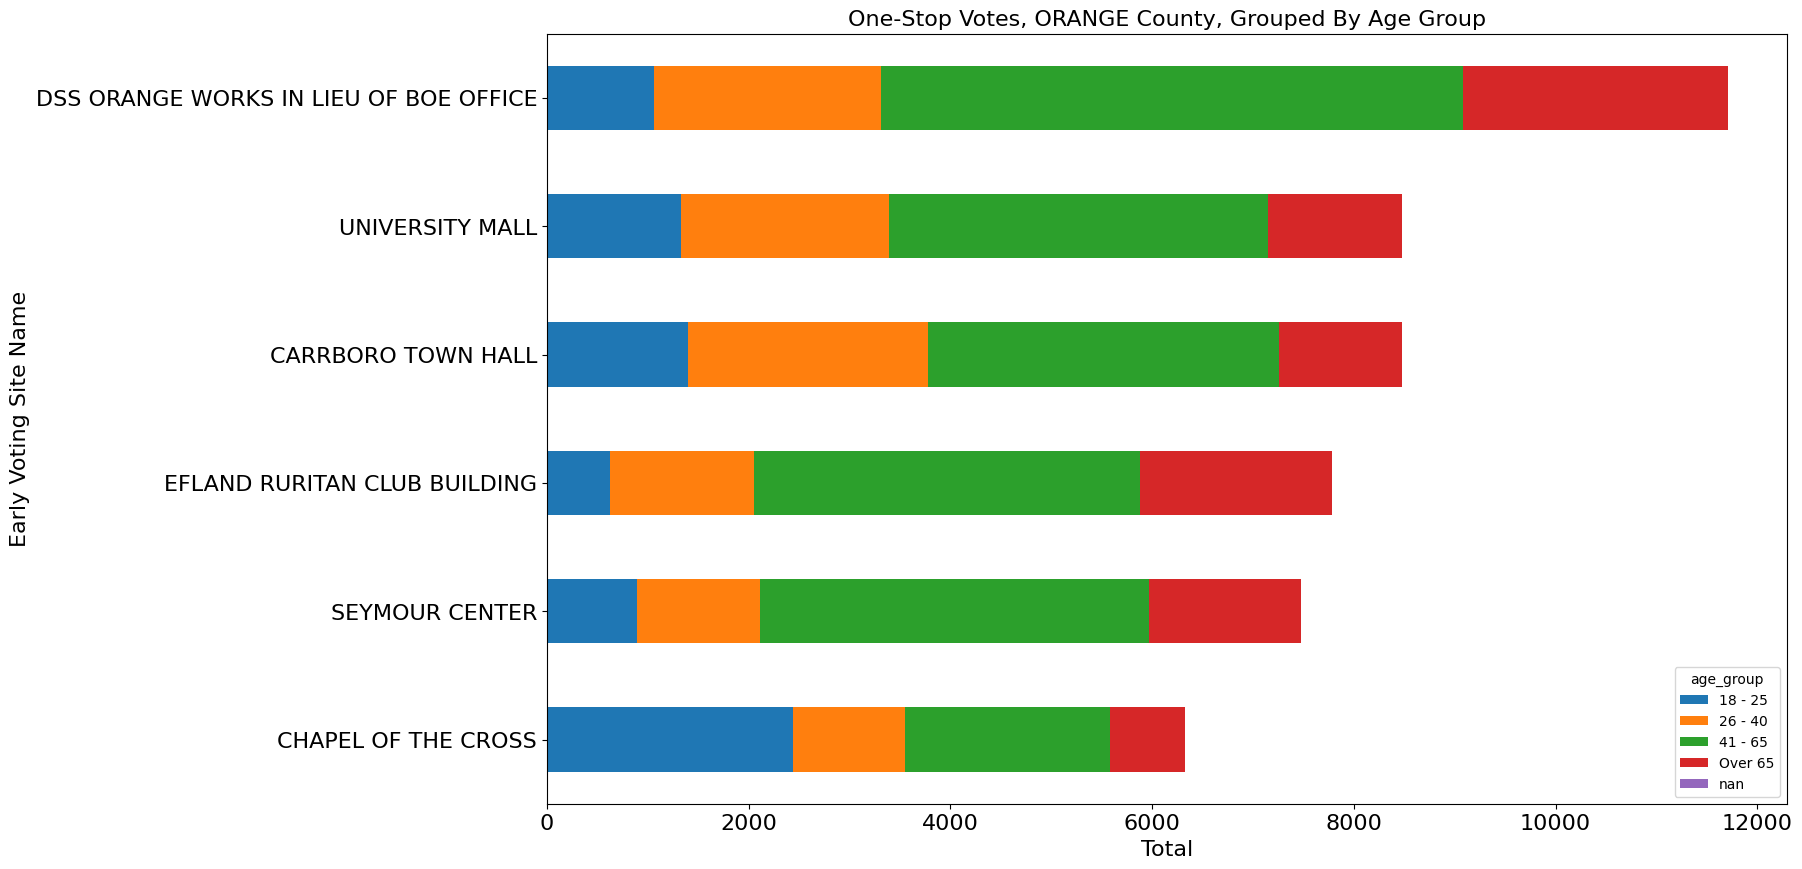 One-Stop Votes, ORANGE County, Grouped By Age Group
Early Voting Site Name
DSS ORANGE WORKS IN LIEU OF BOE OFFICE
UNIVERSITY MALL
CARRBORO TOWN HALL
EFLAND RURITAN CLUB BUILDING
SEYMOUR CENTER
CHAPEL OF THE CROSS
age_group
18 - 25
26 - 40
41 - 65
Over 65
nan
0 2000 4000 6000 8000 10000 12000
Total